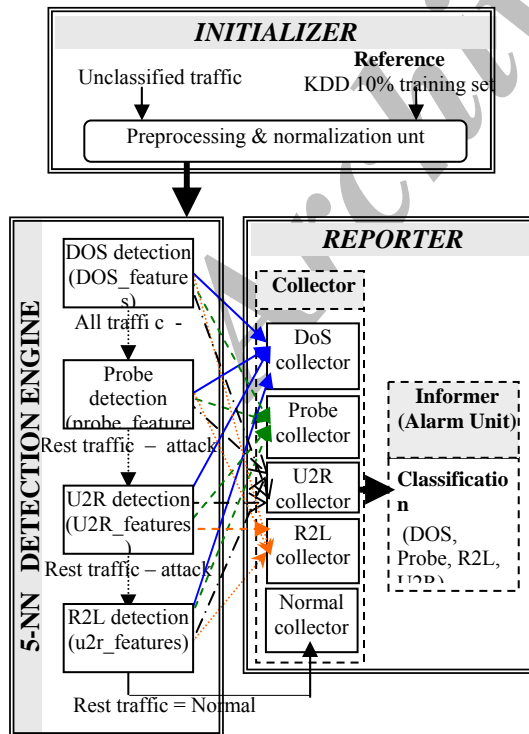 INITIALIZER
Unclassified traffic
Reference
KDD 10% training set
Preprocessing & normalization unt
5-NN DETECTION ENGINE
DOS detection
(DOS_feature
s)
All traffi c -
Probe
detection
(probe_feature
Rest traffic – attack
U2R detection
(U2R_features
)
Rest traffic – attack
R2L detection
(u2r_features)
Rest traffic = Normal
REPORTER
Collector
DoS
collector
Probe
collector
U2R
collector
R2L
collector
Normal
collector
Informer
(Alarm Unit)
Classificatio
n
(DOS,
Probe, R2L,
U2R)
Archiv